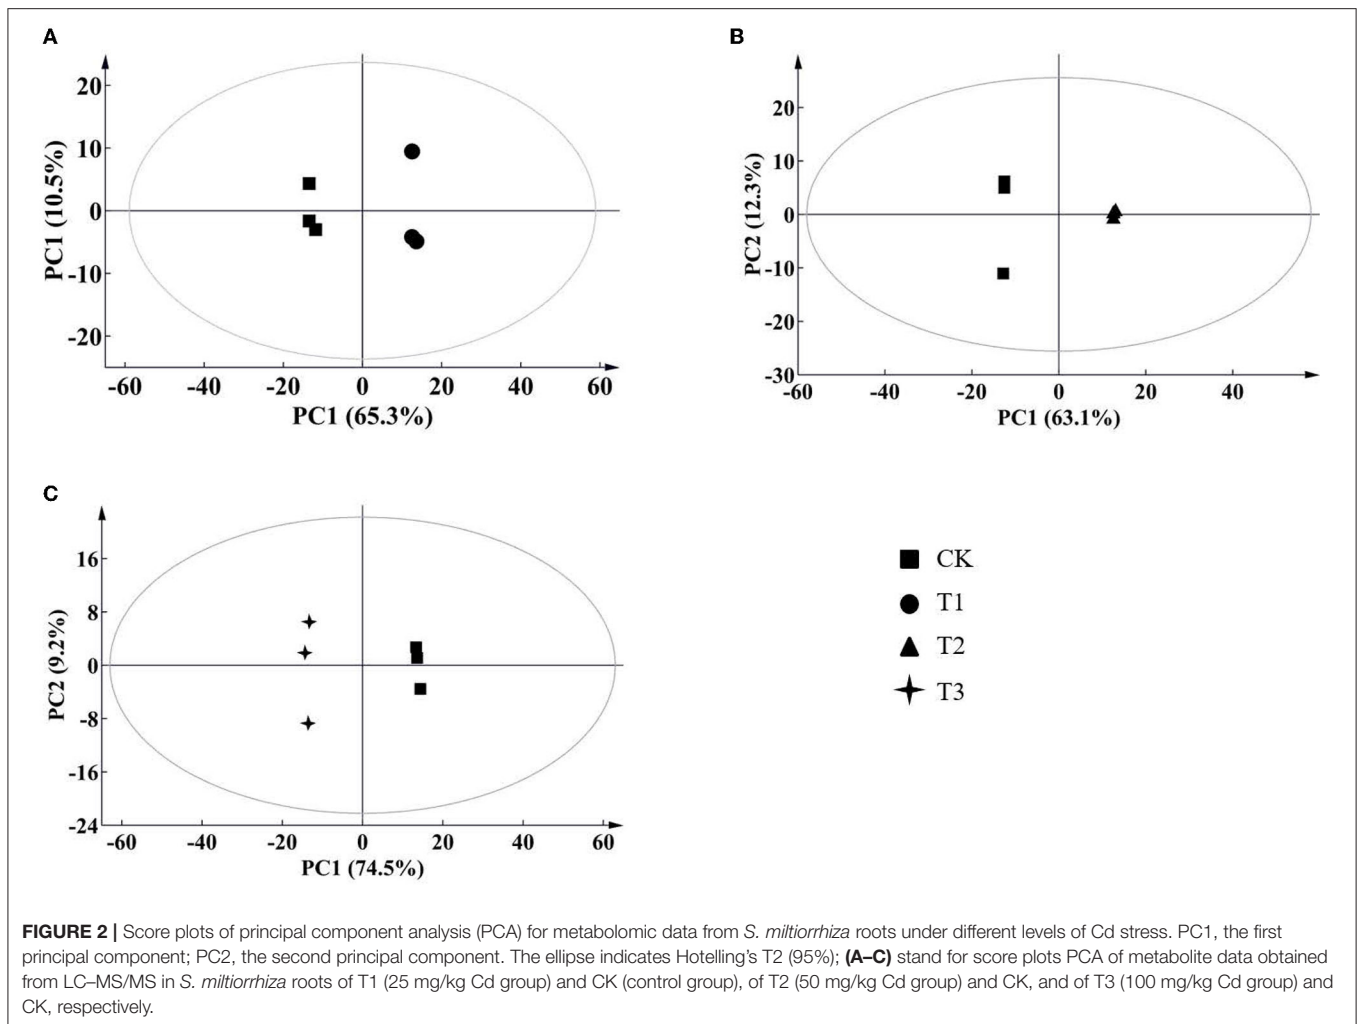 A
20
10
0
-10
-20
PC1 (10.5%)
-60 -40 -20 0 20 40 60
PC1 (65.3%)
B
20
10
0
-10
-20
-30
PC2 (12.3%)
-60 -40 -20 0 20 40
PC1 (63.1%)
C
16
8
0
-8
-16
-24
PC2 (9.2%)
-60 -40 -20 0 20 40 60
PC1 (74.5%)
CK
T1
T2
T3
FIGURE 2 | Score plots of principal component analysis (PCA) for metabolomic data from S. miltiorrhiza roots under different levels of Cd stress. PC1, the first
principal component; PC2, the second principal component. The ellipse indicates Hotelling's T2 (95%); (A–C) stand for score plots PCA of metabolite data obtained
from LC–MS/MS in S. miltiorrhiza roots of T1 (25 mg/kg Cd group) and CK (control group), of T2 (50 mg/kg Cd group) and CK, and of T3 (100 mg/kg Cd group) and
CK, respectively.